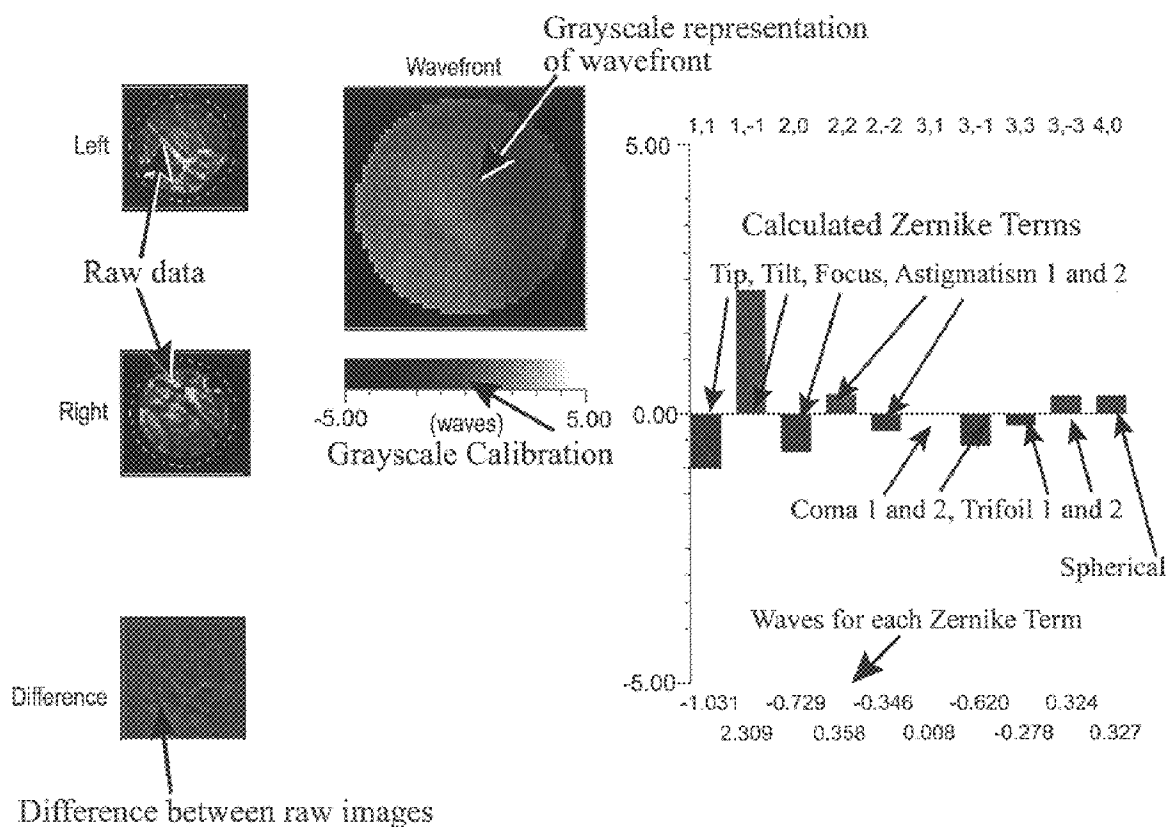 Grayscale representation
of wavefront
Wavefront
Left
Raw data
Right
-5.00 (waves) 5.00
Grayscale Calibration
1,1 1,-1 2,0 2,2 2,-2 3,1 3,-1 3,3 3,-3 4,0
5.00
Calculated Zernike Terms
Tip, Tilt, Focus, Astigmatism 1 and 2
0.00
Coma 1 and 2, Trifoil 1 and 2
Spherical
Waves for each Zernike Term
-5.00
-1.031 -0.729 -0.346 -0.620 0.324
2.309 0.358 0.008 -0.278 0.327
Difference
Difference between raw images